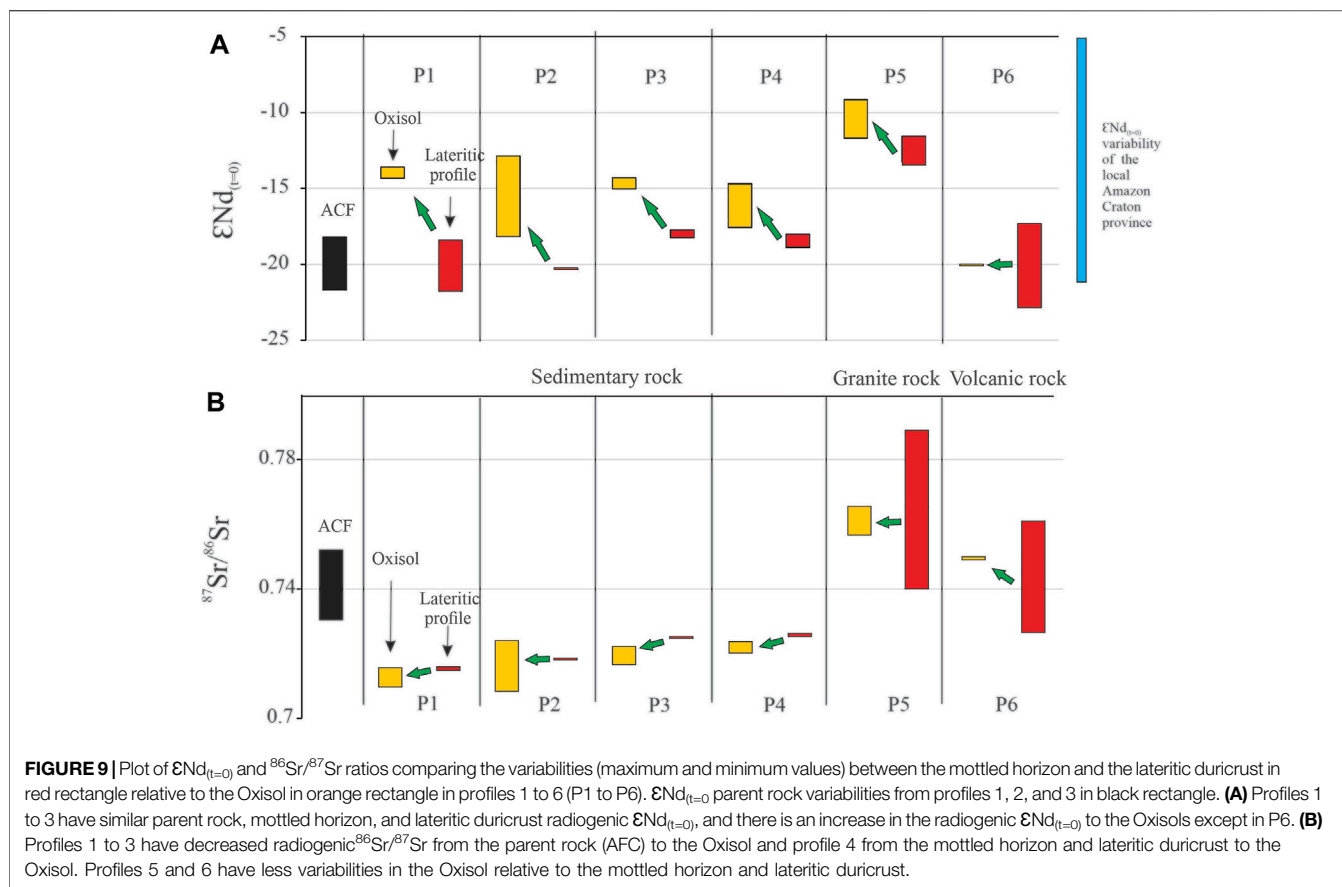 A
-5
-10
-15
-20
-25
εNd(t=0)
P1
P2
P3
P4
P5
P6
Oxisol
Lateritic
profile
ACF
εNd(t=0)
variability
of the
local
Amazon
Craton
province
Sedimentary rock
Granite rock
Volcanic rock
B
0.78
0.74
0.7
87Sr/86Sr
ACF
Oxisol
Lateritic
profile
P1
P2
P3
P4
P5
P6
FIGURE 9 | Plot of εNd(t=0) and 86Sr/87Sr ratios comparing the variabilities (maximum and minimum values) between the mottled horizon and the lateritic duricrust in
red rectangle relative to the Oxisol in orange rectangle in profiles 1 to 6 (P1 to P6). εNd(t=0 parent rock variabilities from profiles 1, 2, and 3 in black rectangle. (A) Profiles 1
to 3 have similar parent rock, mottled horizon, and lateritic duricrust radiogenic εNd(t=0), and there is an increase in the radiogenic εNd(t=0) to the Oxisols except in P6. (B)
Profiles 1 to 3 have decreased radiogenic86Sr/87Sr from the parent rock (AFC) to the Oxisol and profile 4 from the mottled horizon and lateritic duricrust to the
Oxisol. Profiles 5 and 6 have less variabilities in the Oxisol relative to the mottled horizon and lateritic duricrust.